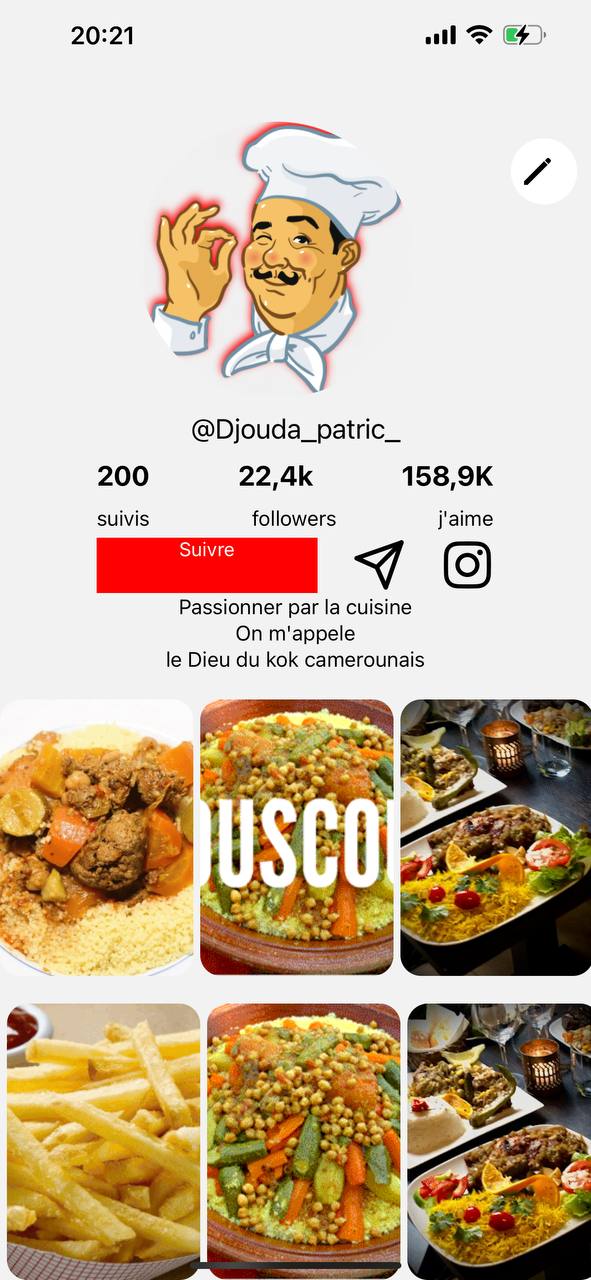 20:21
@Djouda_patric_
200 22,4k 158,9K
suivis followers j'aime
Suivre
Passionner par la cuisine
On m'appele
le Dieu du kok camerounais
OUSCOU